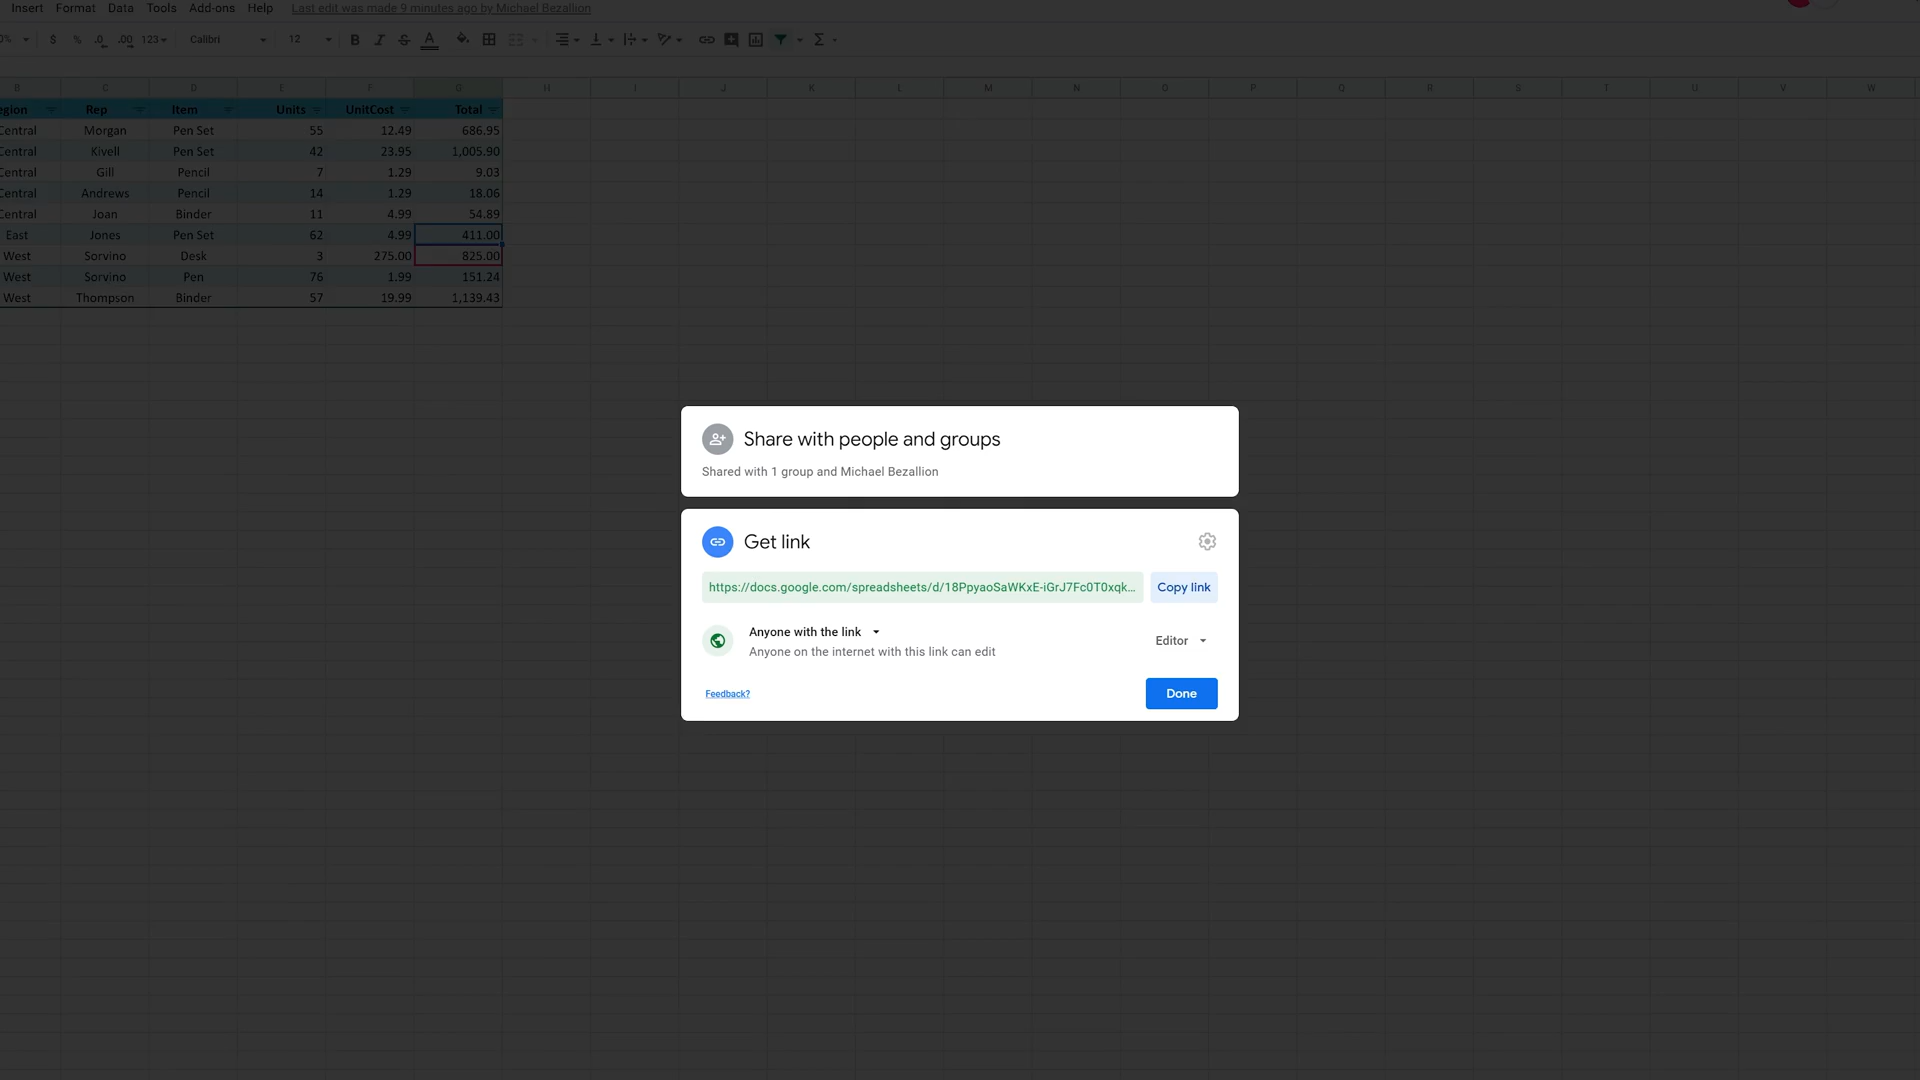 Insert Format Data Tools Add-ons Help Last edit was made 9 minutes ago by Michael Bezallion
0% $ % .0 .00 123 Calibri 12 B I S A Σ
B C D E F G H I J K L M N O P Q R S T U V W
egion Rep Item Units UnitCost Total
Central Morgan Pen Set 55 12.49 686.95
Central Kivell Pen Set 42 23.95 1,005.90
Central Gill Pencil 7 1.29 9.03
Central Andrews Pencil 14 1.29 18.06
Central Joan Binder 11 4.99 54.89
East Jones Pen Set 62 4.99 411.00
West Sorvino Desk 3 275.00 825.00
West Sorvino Pen 76 1.99 151.24
West Thompson Binder 57 19.99 1,139.43
Share with people and groups
Shared with 1 group and Michael Bezallion
Get link
https://docs.google.com/spreadsheets/d/18PpyaoSaWKxE-iGrJ7Fc0T0xqk... Copy link
Anyone with the link
Anyone on the internet with this link can edit
Editor
Feedback? Done